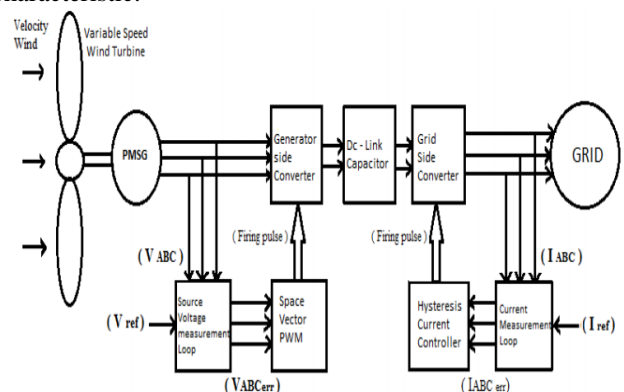 characteristic.
Velocity
Wind
Variable Speed
Wind Turbine
PMSG
Generator
side
Converter
Dc - Link
Capacitor
Grid
Side
Converter
GRID
( Firing pulse )
( Firing pulse )
( V ABC )
( I ABC )
( V ref )
Source
Voltage
measurement
Loop
Space
Vector
PWM
Hysteresis
Current
Controller
Current
Measurement
Loop
( I ref )
( VABCerr )
( IABC err )